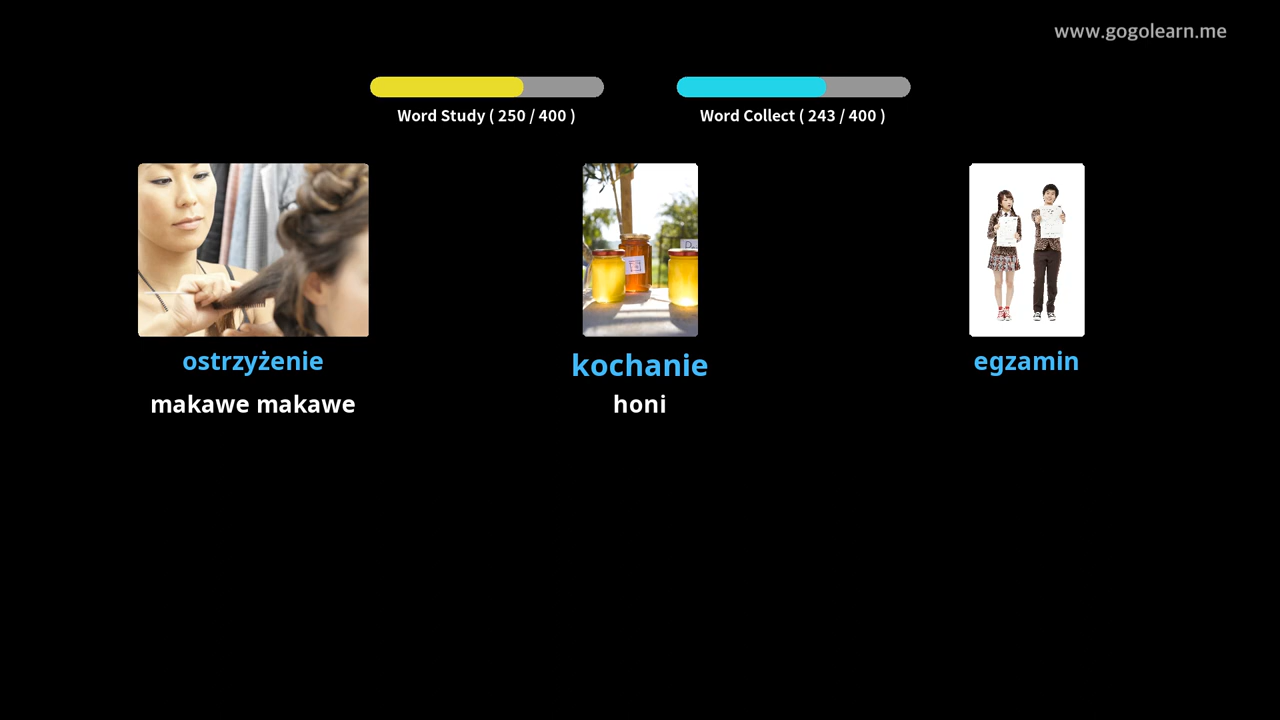 www.gogolearn.me
Word Study ( 250 / 400 )
Word Collect ( 243 / 400 )
ostrzyżenie
makawe makawe
kochanie
honi
egzamin